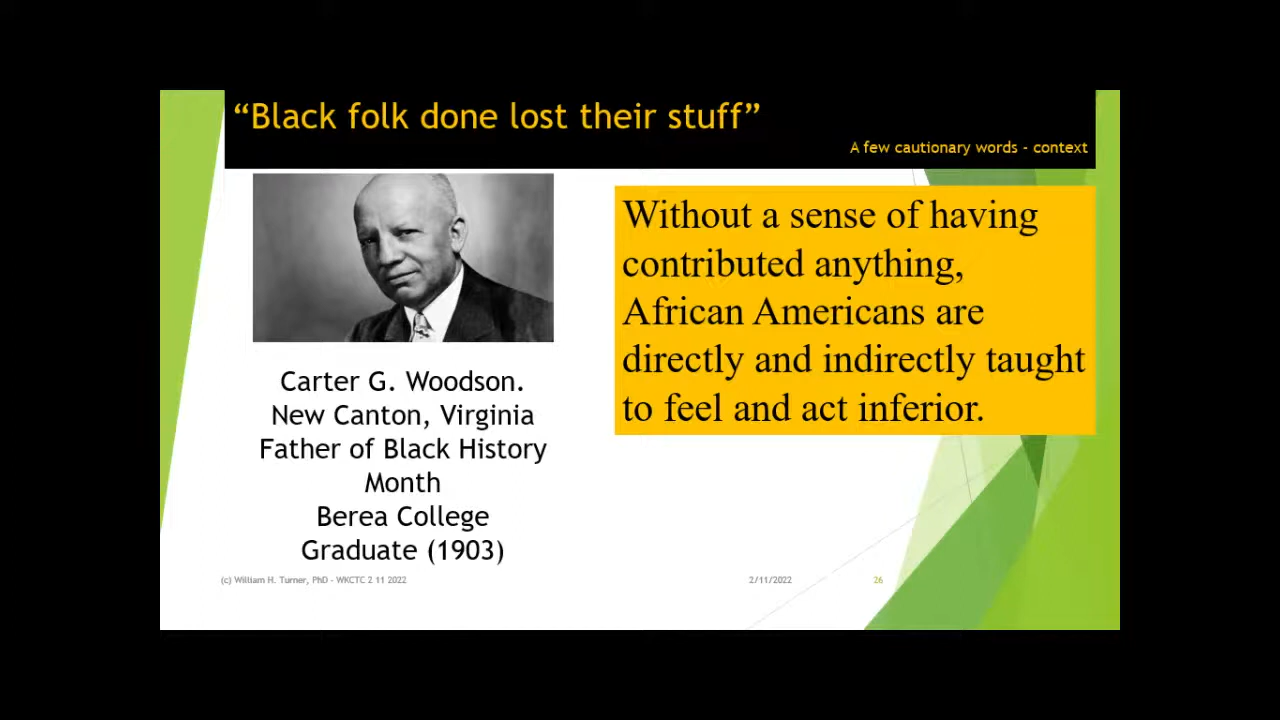 “Black folk done lost their stuff”
A few cautionary words - context
Carter G. Woodson.
New Canton, Virginia
Father of Black History
Month
Berea College
Graduate (1903)
Without a sense of having
contributed anything,
African Americans are
directly and indirectly taught
to feel and act inferior.
(c) William H. Turner, PhD - WKCTC 2 11 2022
2/11/2022
26